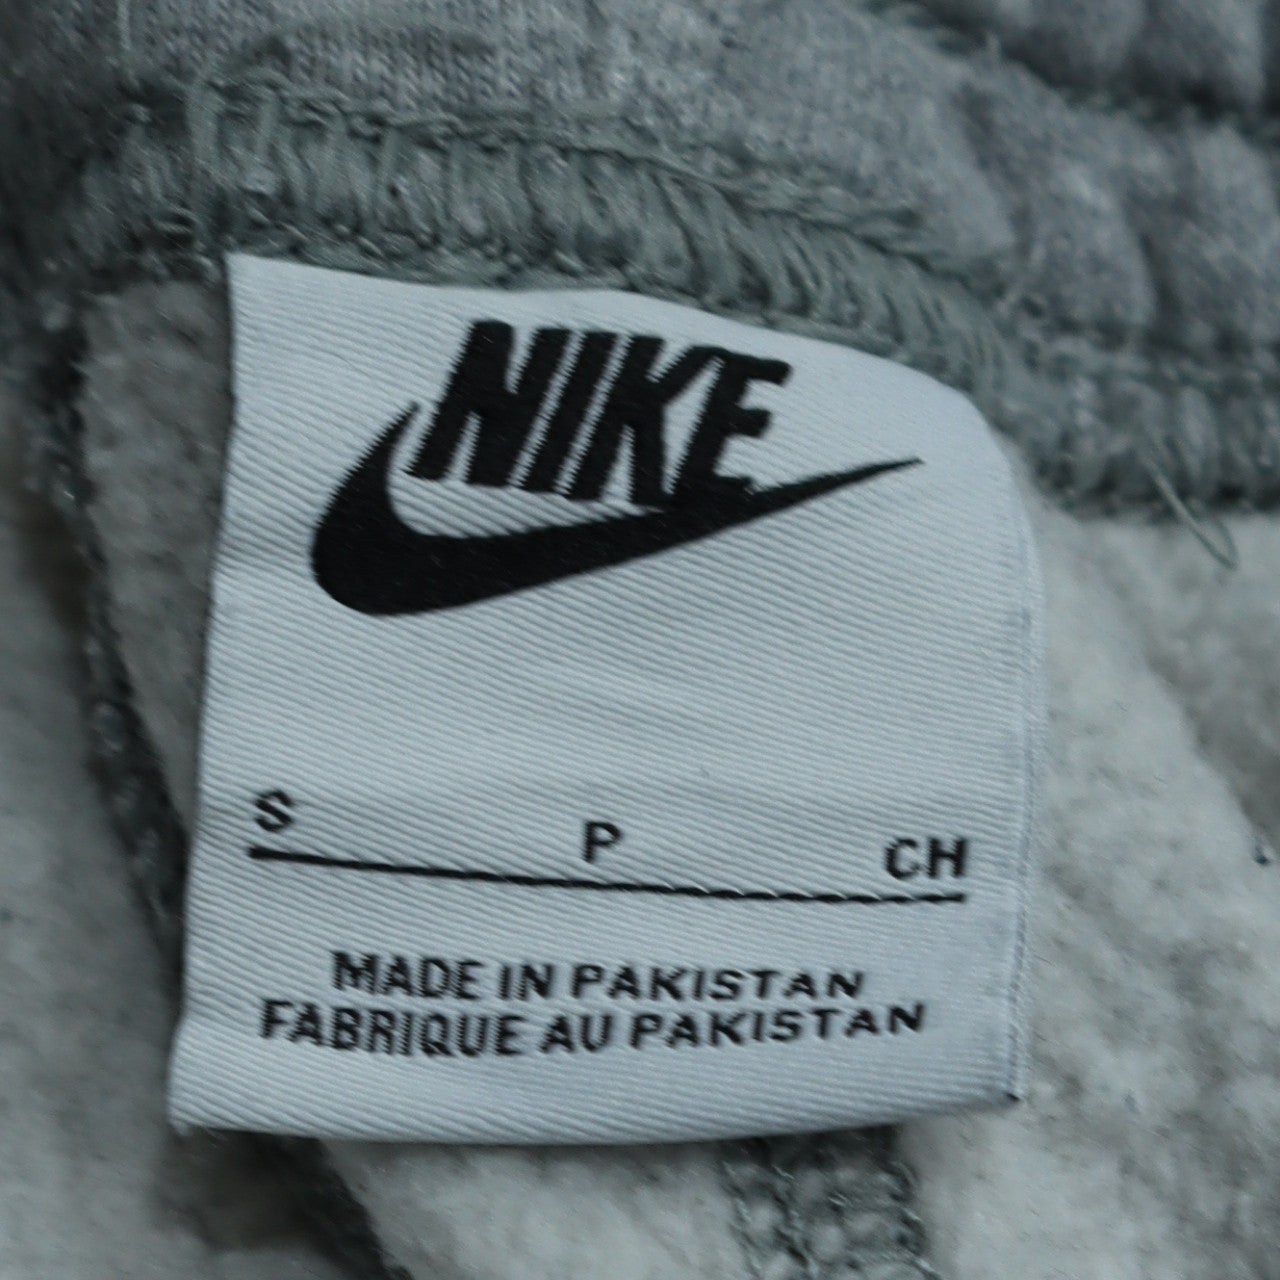 NIKE
S P CH
MADE IN PAKISTAN
FABRIQUE AU PAKISTAN